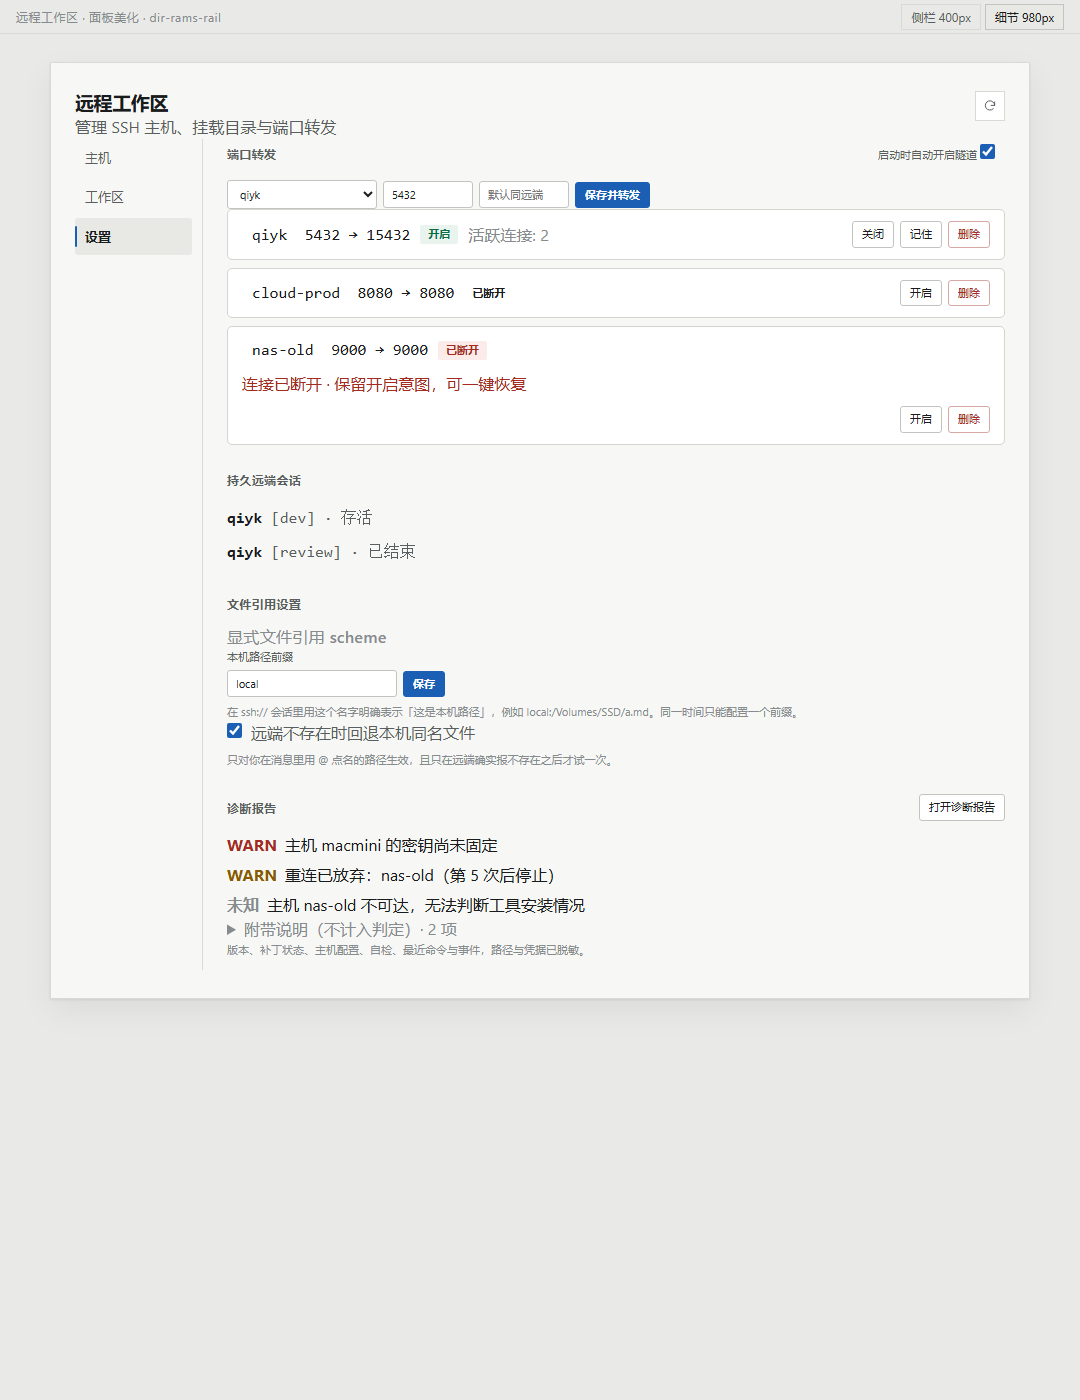 远程工作区 · 面板美化 · dir-rams-rail
侧栏 400px
细节 980px
远程工作区
管理 SSH 主机、挂载目录与端口转发
主机
工作区
设置
端口转发
启动时自动开启隧道
qiyk
5432
默认同远端
保存并转发
qiyk 5432 → 15432 开启 活跃连接: 2
关闭 记住 删除
cloud-prod 8080 → 8080 已断开
开启 删除
nas-old 9000 → 9000 已断开
连接已断开 · 保留开启意图，可一键恢复
开启 删除
持久远端会话
qiyk [dev] · 存活
qiyk [review] · 已结束
文件引用设置
显式文件引用 scheme
本机路径前缀
local
保存
在 ssh:// 会话里用这个名字明确表示「这是本机路径」，例如 local:/Volumes/SSD/a.md。同一时间只能配置一个前缀。
远端不存在时回退本机同名文件
只对你在消息里用 @ 点名的路径生效，且只在远端确实报不存在之后才试一次。
诊断报告
打开诊断报告
WARN 主机 macmini 的密钥尚未固定
WARN 重连已放弃：nas-old（第 5 次后停止）
未知 主机 nas-old 不可达，无法判断工具安装情况
附带说明（不计入判定）· 2 项
版本、补丁状态、主机配置、自检、最近命令与事件，路径与凭据已脱敏。